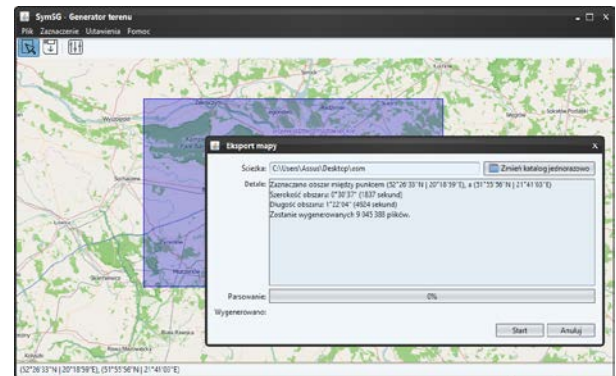 SymSG - Generator terenu
Plik Zaznaczenie Ustawienia Pomoc
Eksport mapy
Ścieżka: C:\Users\Assus\Desktop\osm
Zmień katalog jednorazowo
Detale: Zaznaczono obszar między punktem (52°26'33"N | 20°18'59"E), a (51°55'56"N | 21°41'03"E)
Szerokość obszaru: 0°30'37" (1837 sekund)
Długość obszaru: 1°22'04" (4924 sekund)
Zostanie wygenerowanych 9 045 388 plików.
Parsowanie: 0%
Wygenerowano:
Start Anuluj
(52°26'33"N | 20°18'59"E), (51°55'56"N | 21°41'03"E)